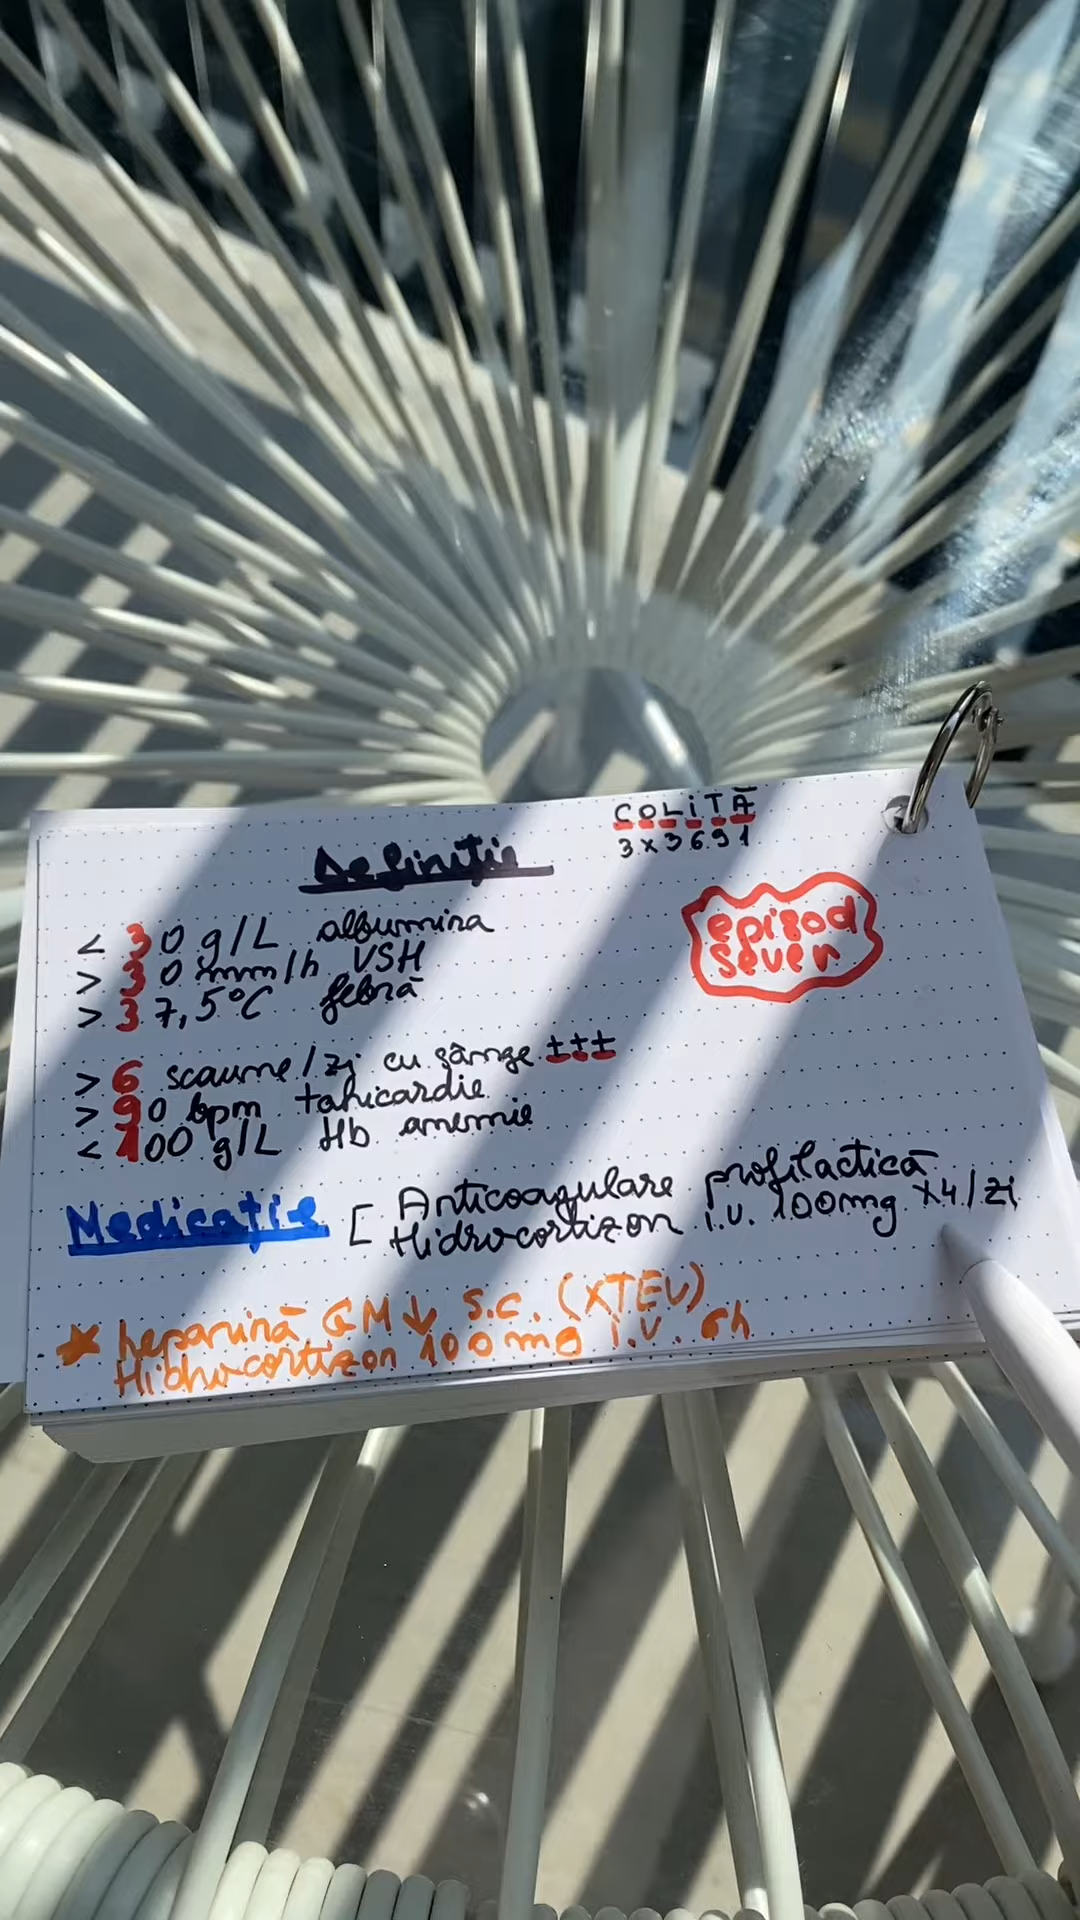 COLITĂ
3x3691
Definiție
episod
sever
< 30 g/L albumina
> 30 mm/h VSH
> 37,5°C febră
> 6 scaune/zi cu sânge +++
> 90 bpm tahicardie
< 100 g/L Hb anemie
Medicație [ Anticoagulare profilactică
Hidrocortizon i.v. 100mg x4/zi
* heparină GM↓ s.c. (XTEV)
Hidrocortizon 100mg i.v. 6h